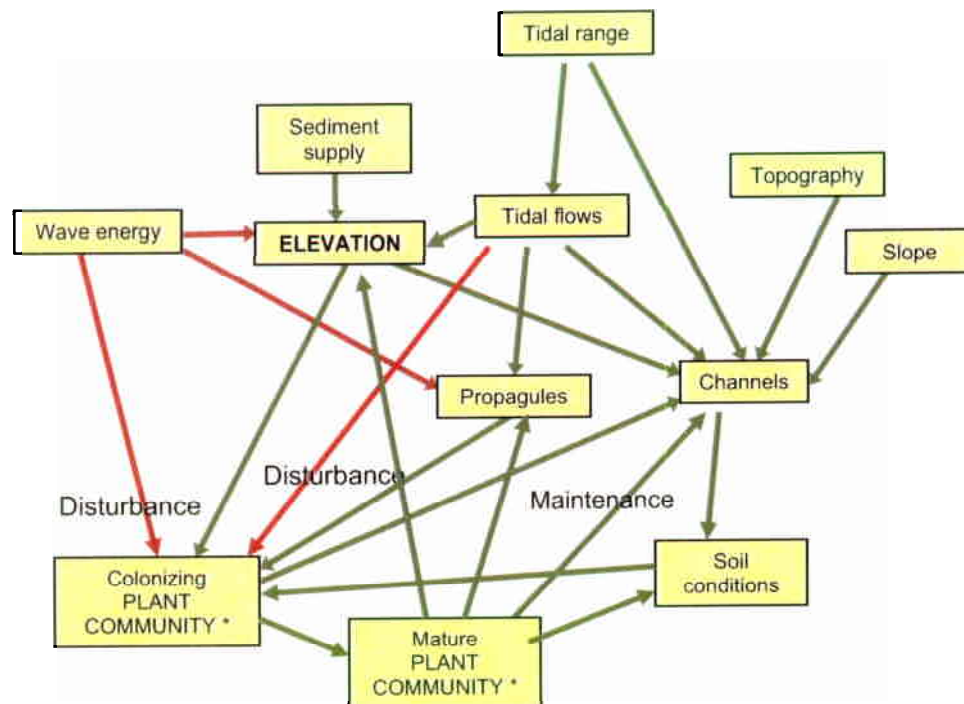 Tidal range
Sediment
supply
Topography
Wave energy
ELEVATION
Tidal flows
Slope
Propagules
Channels
Disturbance
Disturbance
Maintenance
Colonizing
PLANT
COMMUNITY *
Soil
conditions
Mature
PLANT
COMMUNITY *